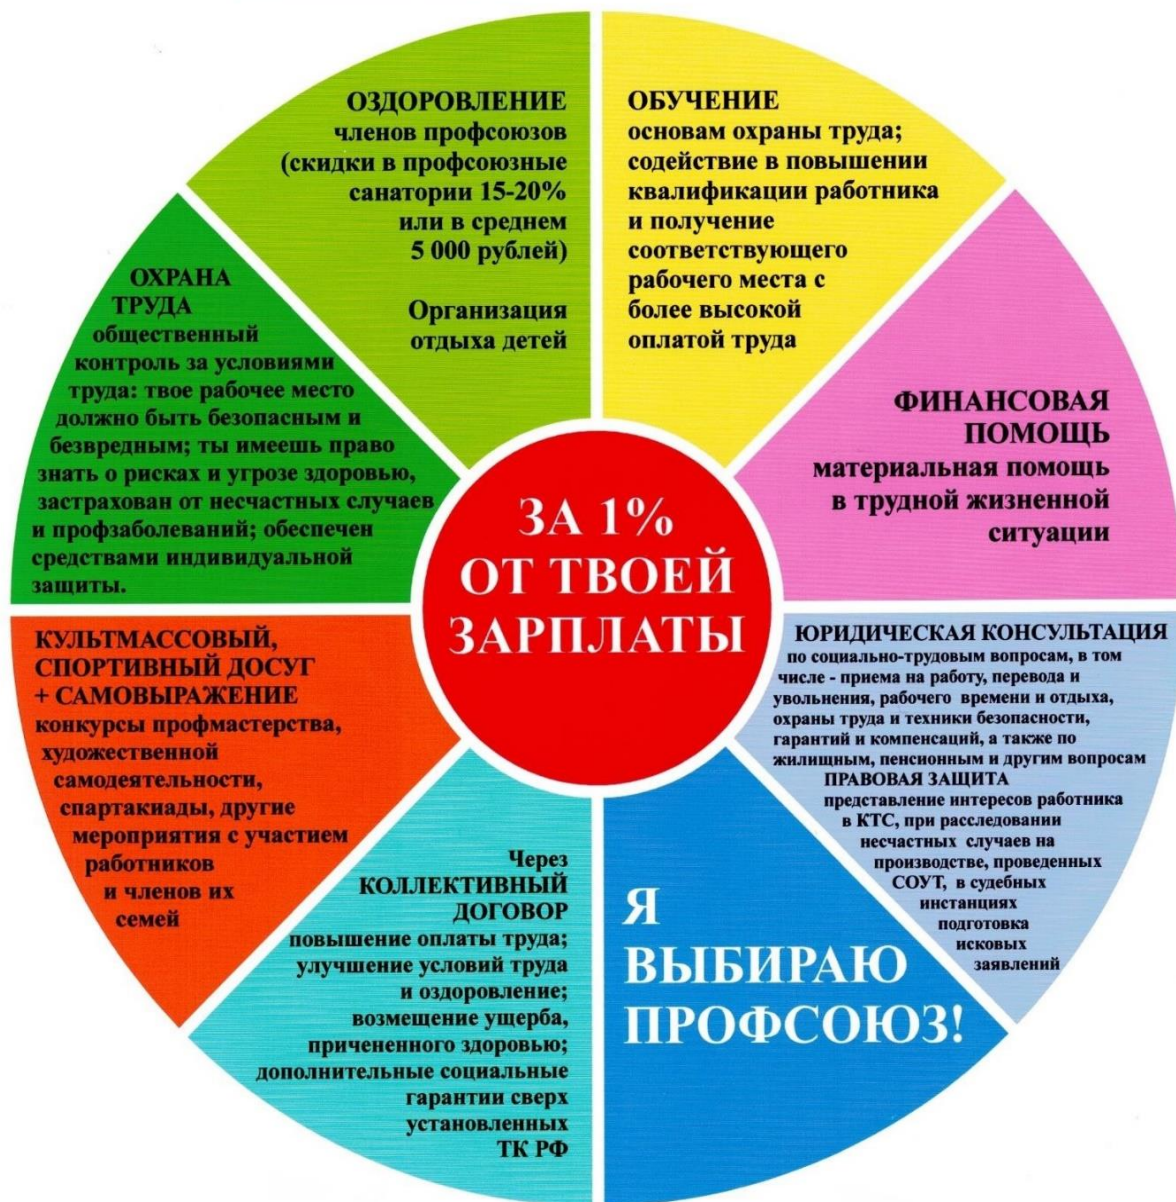 ОЗДОРОВЛЕНИЕ
членов профсоюзов
(скидки в профсоюзные
санатории 15-20%
или в среднем
5 000 рублей)
Организация
отдыха детей
ОБУЧЕНИЕ
основам охраны труда;
содействие в повышении
квалификации работника
и получение
соответствующего
рабочего места с
более высокой
оплатой труда
ФИНАНСОВАЯ
ПОМОЩЬ
материальная помощь
в трудной жизненной
ситуации
ЮРИДИЧЕСКАЯ КОНСУЛЬТАЦИЯ
по социально-трудовым вопросам, в том
числе - приема на работу, перевода и
увольнения, рабочего времени и отдыха,
охраны труда и техники безопасности,
гарантий и компенсаций, а также по
жилищным, пенсионным и другим вопросам
ПРАВОВАЯ ЗАЩИТА
представление интересов работника
в КТС, при расследовании
несчастных случаев на
производстве, проведенных
СОУТ, в судебных
инстанциях
подготовка
исковых
заявлений
Я
ВЫБИРАЮ
ПРОФСОЮЗ!
Через
КОЛЛЕКТИВНЫЙ
ДОГОВОР
повышение оплаты труда;
улучшение условий труда
и оздоровление;
возмещение ущерба,
приченного здоровью;
дополнительные социальные
гарантии сверх
установленных
ТК РФ
КУЛЬТМАССОВЫЙ,
СПОРТИВНЫЙ ДОСУГ
+ САМОВЫРАЖЕНИЕ
конкурсы профмастерства,
художественной
самодеятельности,
спартакиады, другие
мероприятия с участием
работников
и членов их
семей
ОХРАНА
ТРУДА
общественный
контроль за условиями
труда: твое рабочее место
должно быть безопасным и
безвредным; ты имеешь право
знать о рисках и угрозе здоровью,
застрахован от несчастных случаев
и профзаболеваний; обеспечен
средствами индивидуальной
защиты.
ЗА 1%
ОТ ТВОЕЙ
ЗАРПЛАТЫ